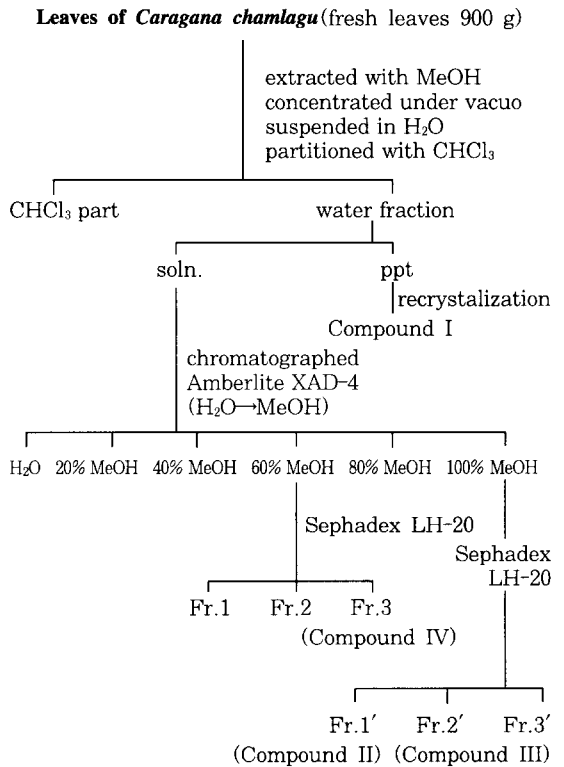 Leaves of Caragana chamlagu(fresh leaves 900 g)
extracted with MeOH
concentrated under vacuo
suspended in H₂O
partitioned with CHCl₃
CHCl₃ part
water fraction
soln.
ppt
recrystalization
Compound I
chromatographed
Amberlite XAD-4
(H₂O→MeOH)
H₂O 20% MeOH 40% MeOH 60% MeOH 80% MeOH 100% MeOH
Sephadex LH-20
Sephadex
LH-20
Fr.1 Fr.2 Fr.3
(Compound IV)
Fr.1′ Fr.2′ Fr.3′
(Compound II) (Compound III)